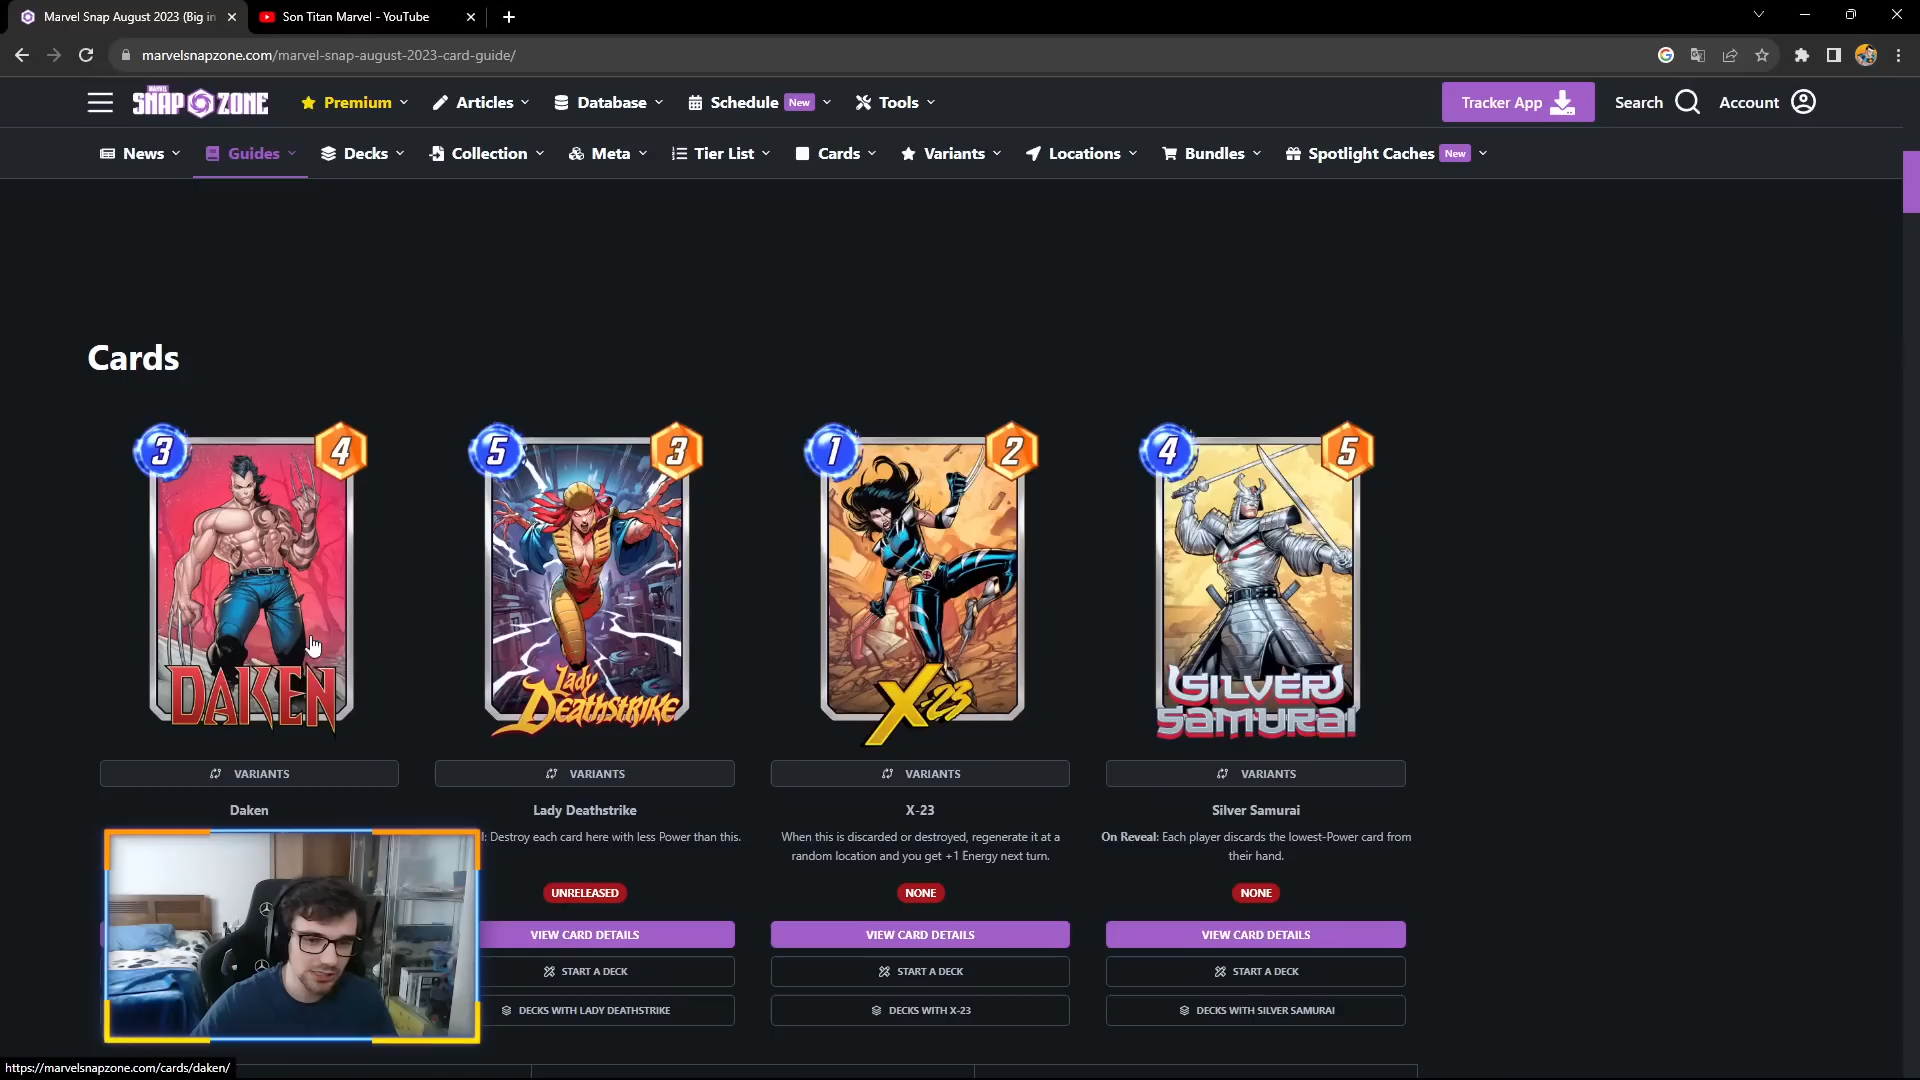 Marvel Snap August 2023 (Big in
Son Titan Marvel - YouTube
marvelsnapzone.com/marvel-snap-august-2023-card-guide/
MARVEL SNAP ZONE
Premium
Articles
Database
Schedule New
Tools
Tracker App
Search
Account
News
Guides
Decks
Collection
Meta
Tier List
Cards
Variants
Locations
Bundles
Spotlight Caches New
Cards
3 4
5 3
1 2
4 5
DAKEN
Lady Deathstrike
X-23
SILVER SAMURAI
VARIANTS
VARIANTS
VARIANTS
VARIANTS
Daken
Lady Deathstrike
: Destroy each card here with less Power than this.
UNRELEASED
VIEW CARD DETAILS
START A DECK
DECKS WITH LADY DEATHSTRIKE
X-23
When this is discarded or destroyed, regenerate it at a
random location and you get +1 Energy next turn.
NONE
VIEW CARD DETAILS
START A DECK
DECKS WITH X-23
Silver Samurai
On Reveal: Each player discards the lowest-Power card from
their hand.
NONE
VIEW CARD DETAILS
START A DECK
DECKS WITH SILVER SAMURAI
https://marvelsnapzone.com/cards/daken/